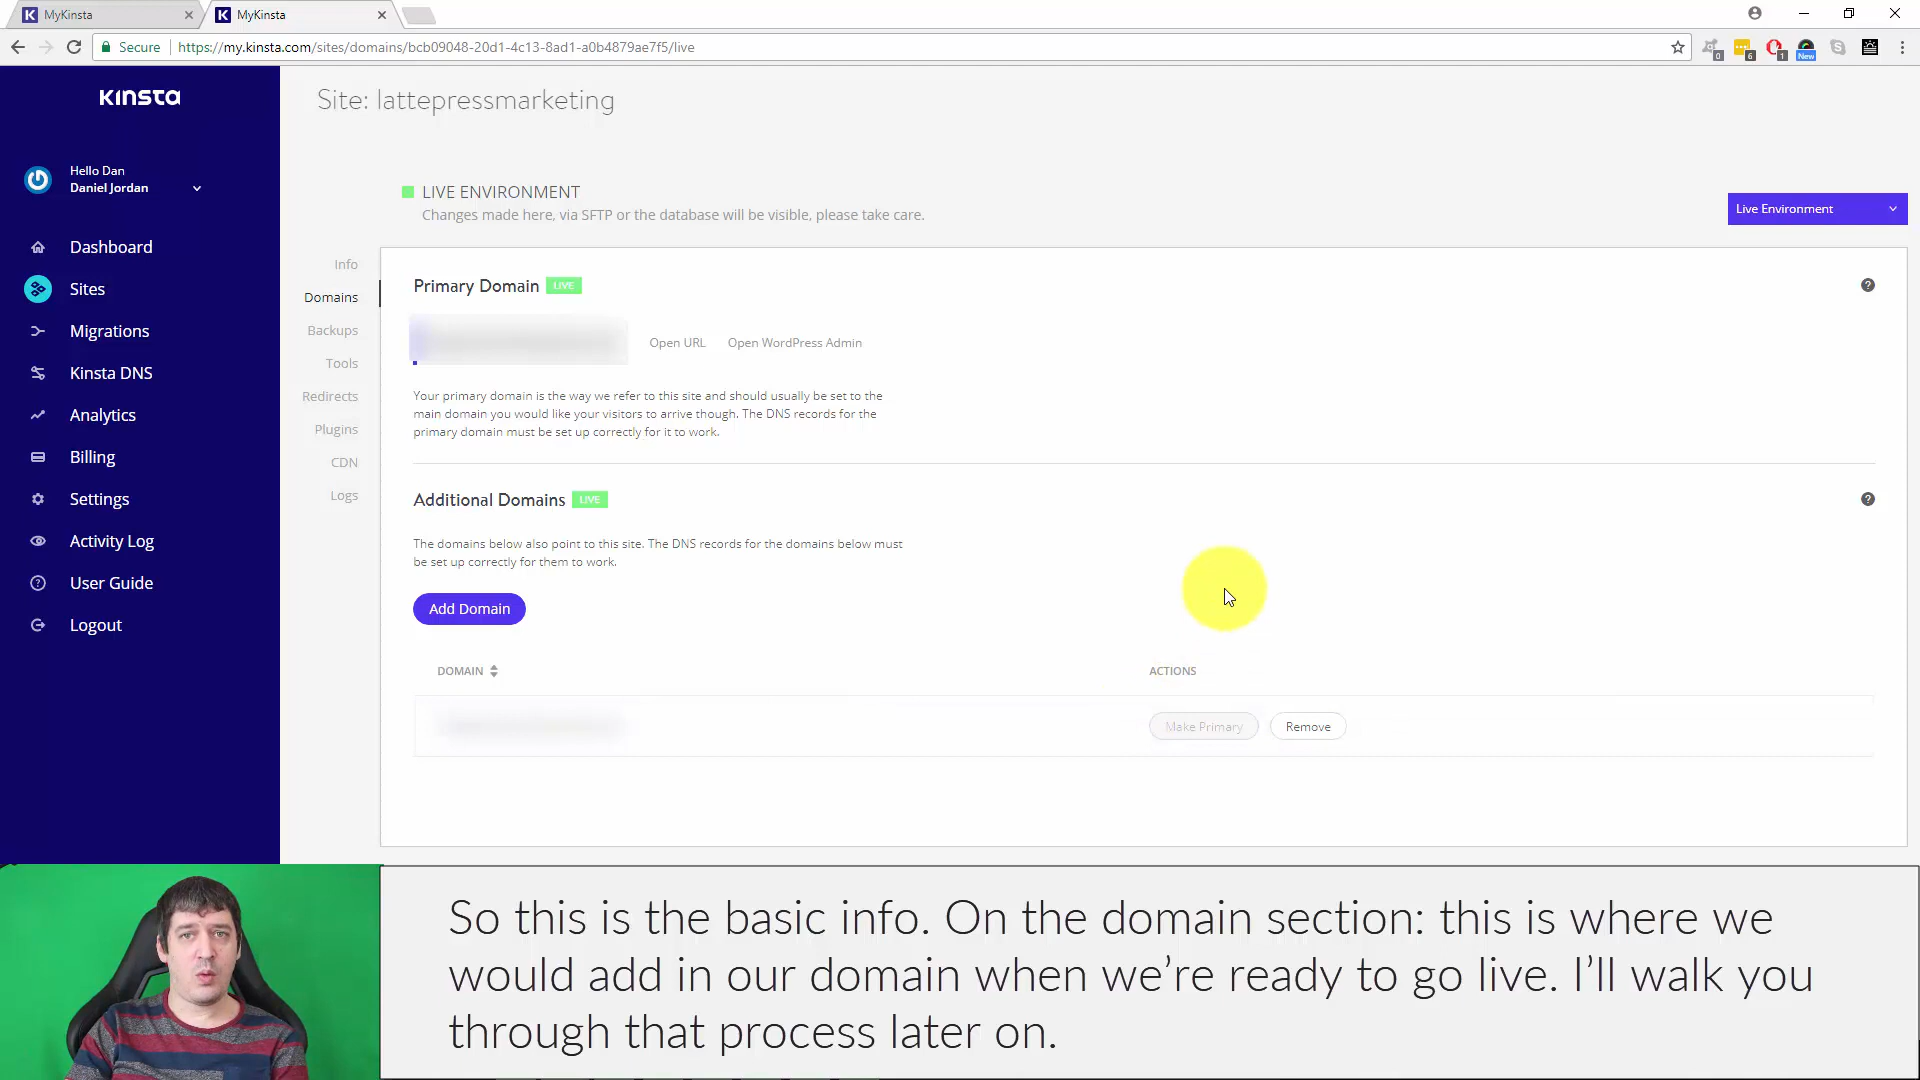 MyKinsta
MyKinsta
Secure
https://my.kinsta.com/sites/domains/bcb09048-20d1-4c13-8ad1-a0b4879ae7f5/live
0
6
1
New
KINSTA
Site: lattepressmarketing
Hello Dan
Daniel Jordan
Dashboard
Sites
Migrations
Kinsta DNS
Analytics
Billing
Settings
Activity Log
User Guide
Logout
LIVE ENVIRONMENT
Changes made here, via SFTP or the database will be visible, please take care.
Live Environment
Info
Domains
Backups
Tools
Redirects
Plugins
CDN
Logs
Primary Domain LIVE
Open URL Open WordPress Admin
Your primary domain is the way we refer to this site and should usually be set to the
main domain you would like your visitors to arrive though. The DNS records for the
primary domain must be set up correctly for it to work.
Additional Domains LIVE
The domains below also point to this site. The DNS records for the domains below must
be set up correctly for them to work.
Add Domain
DOMAIN ACTIONS
Make Primary Remove
So this is the basic info. On the domain section: this is where we
would add in our domain when we’re ready to go live. I’ll walk you
through that process later on.